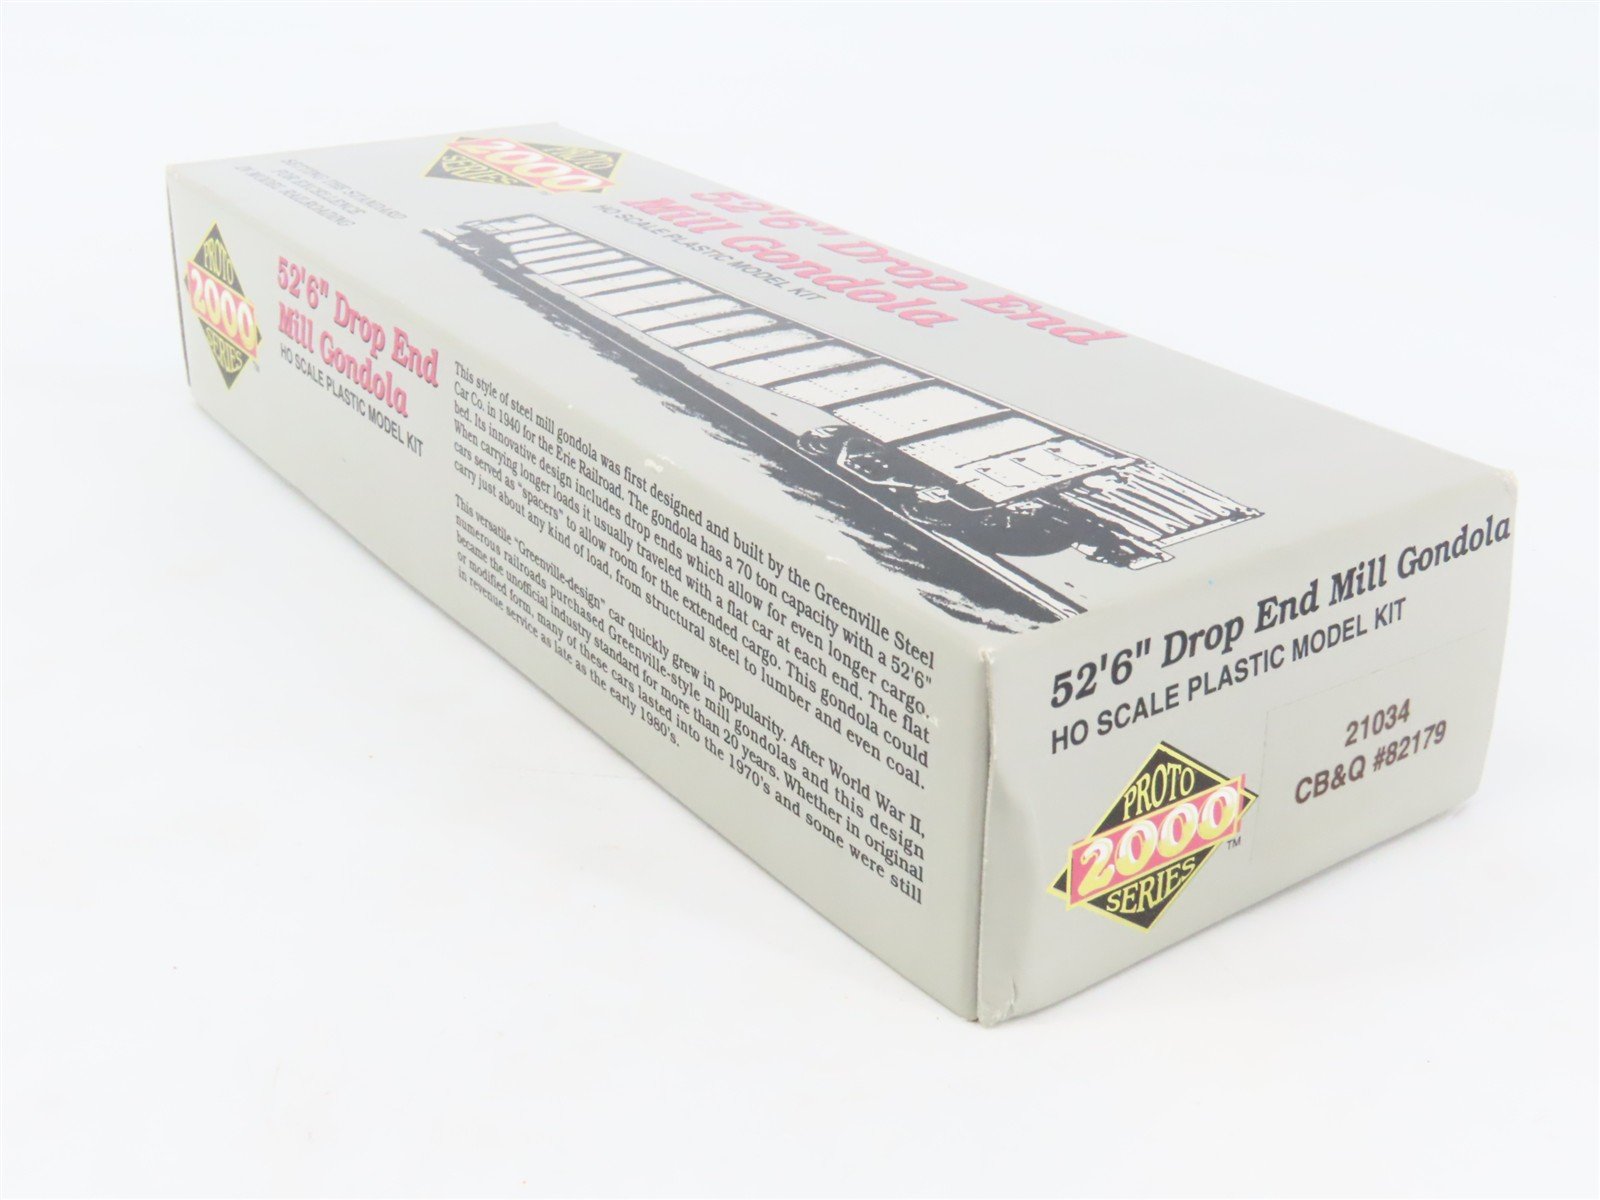 SETTING THE STANDARD
FOR EXCELLENCE
IN MODEL RAILROADING
PROTO
2000
SERIES
52'6" Drop End
Mill Gondola
HO SCALE PLASTIC MODEL KIT
PROTO
2000
SERIES
TM
52'6" Drop End
Mill Gondola
HO SCALE PLASTIC MODEL KIT
This style of steel mill gondola was first designed and built by the Greenville Steel
Car Co. in 1940 for the Erie Railroad. The gondola has a 70 ton capacity with a 52'6"
bed. Its innovative design includes drop ends which allow for even longer cargo.
When carrying longer loads it usually traveled with a flat car at each end. The flat
cars served as "spacers" to allow room for the extended cargo. This gondola could
carry just about any kind of load, from structural steel to lumber and even coal.
This versatile "Greenville-design" car quickly grew in popularity. After World War II,
numerous railroads purchased Greenville-style mill gondolas and this design
became the unofficial industry standard for more than 20 years. Whether in original
or modified form, many of these cars lasted into the 1970's and some were still
in revenue service as late as the early 1980's.
52'6" Drop End Mill Gondola
HO SCALE PLASTIC MODEL KIT
21034
CB&Q #82179
PROTO
2000
SERIES
TM